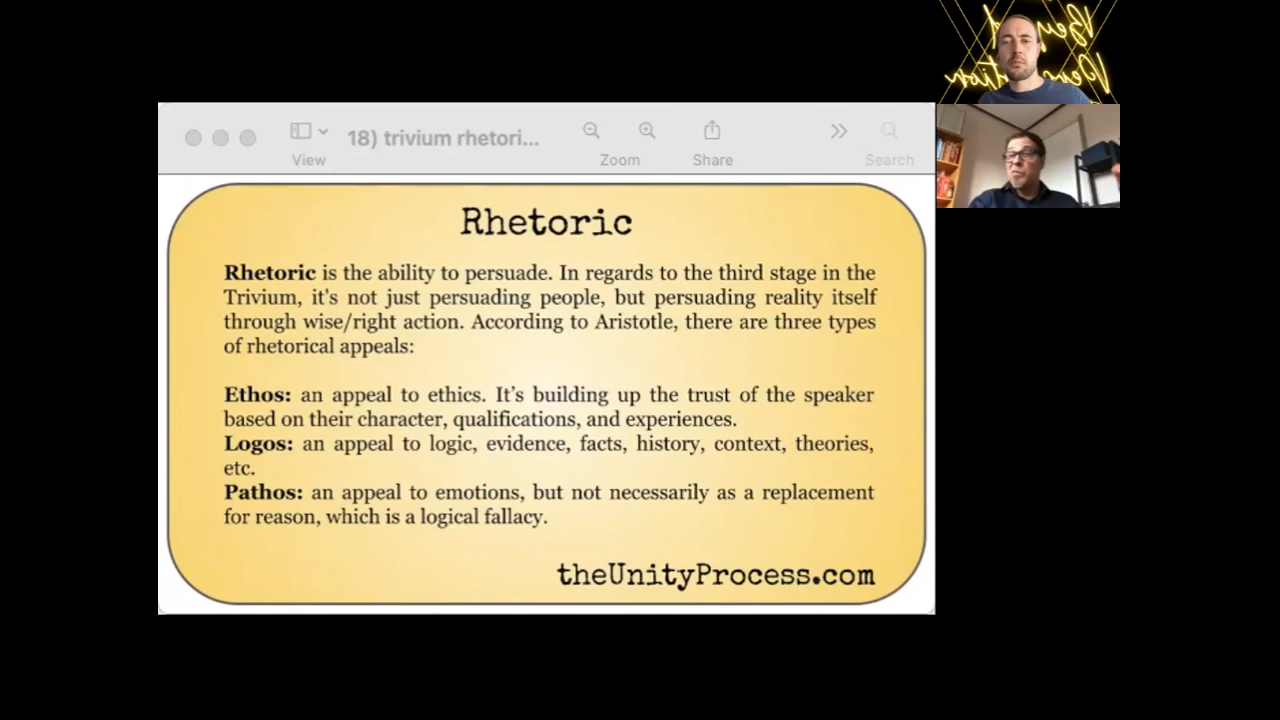 18) trivium rhetori...
View
Zoom
Share
Search
Rhetoric
Rhetoric is the ability to persuade. In regards to the third stage in the
Trivium, it's not just persuading people, but persuading reality itself
through wise/right action. According to Aristotle, there are three types
of rhetorical appeals:
Ethos: an appeal to ethics. It's building up the trust of the speaker
based on their character, qualifications, and experiences.
Logos: an appeal to logic, evidence, facts, history, context, theories,
etc.
Pathos: an appeal to emotions, but not necessarily as a replacement
for reason, which is a logical fallacy.
theUnityProcess.com